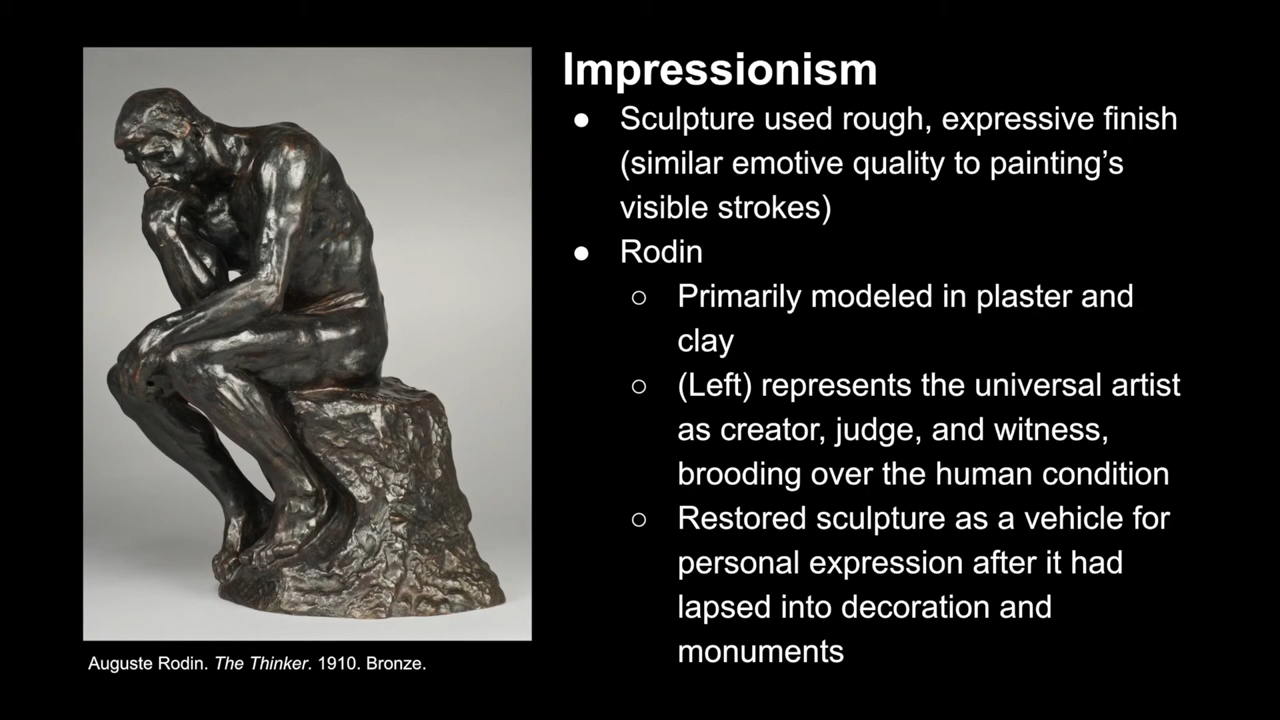 Impressionism
● Sculpture used rough, expressive finish
(similar emotive quality to painting’s
visible strokes)
● Rodin
○ Primarily modeled in plaster and
clay
○ (Left) represents the universal artist
as creator, judge, and witness,
brooding over the human condition
○ Restored sculpture as a vehicle for
personal expression after it had
lapsed into decoration and
monuments
Auguste Rodin. The Thinker. 1910. Bronze.